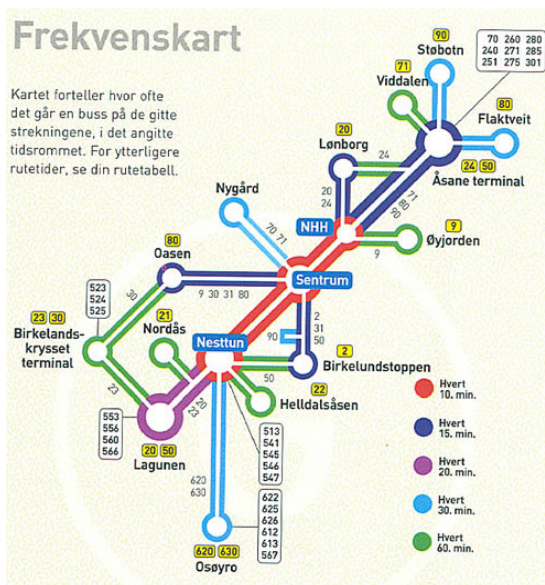 Frekvenskart
Kartet forteller hvor ofte
det går en buss på de gitte
strekningene, i det angitte
tidsrommet. For ytterligere
rutetider, se din rutetabell.
90
Støbotn
70 260 280
240 271 285
251 275 301
71
Viddalen
80
Flaktveit
20
Lønborg
24
24 50
Åsane terminal
20
24
71
80
90
Nygård
70 71
NHH
9
Øyjorden
9
80
Oasen
Sentrum
9 30 31 80
523
524
525
30
23 30
Birkelands-
krysset
terminal
21
Nordås
2
31
50
90
Nesttun
2
Birkelundstoppen
50
22
Helldalsåsen
23
20
23
553
556
560
566
20 50
Lagunen
513
541
545
546
547
620
630
622
625
626
612
613
567
620 630
Osøyro
Hvert
10. min.
Hvert
15. min.
Hvert
20. min.
Hvert
30. min.
Hvert
60. min.